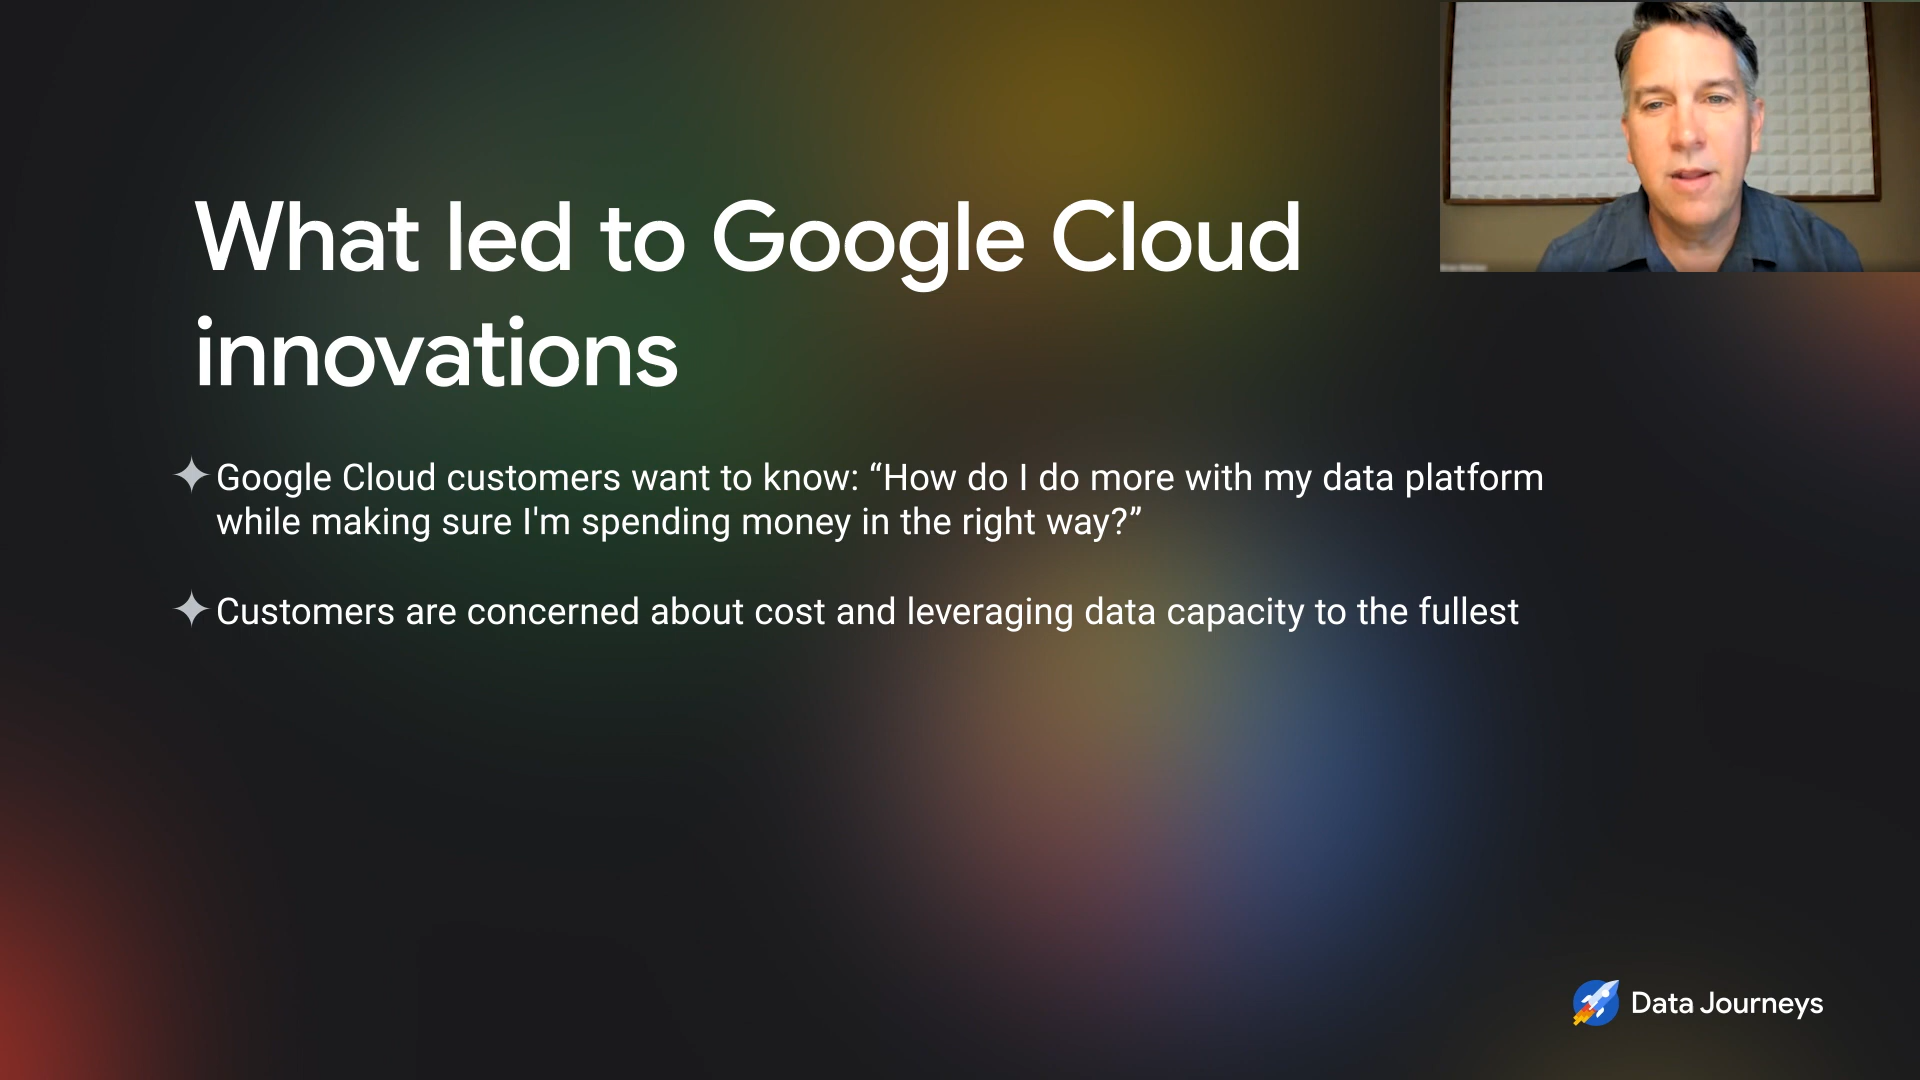 What led to Google Cloud
innovations
Google Cloud customers want to know: “How do I do more with my data platform
while making sure I'm spending money in the right way?”
Customers are concerned about cost and leveraging data capacity to the fullest
Data Journeys